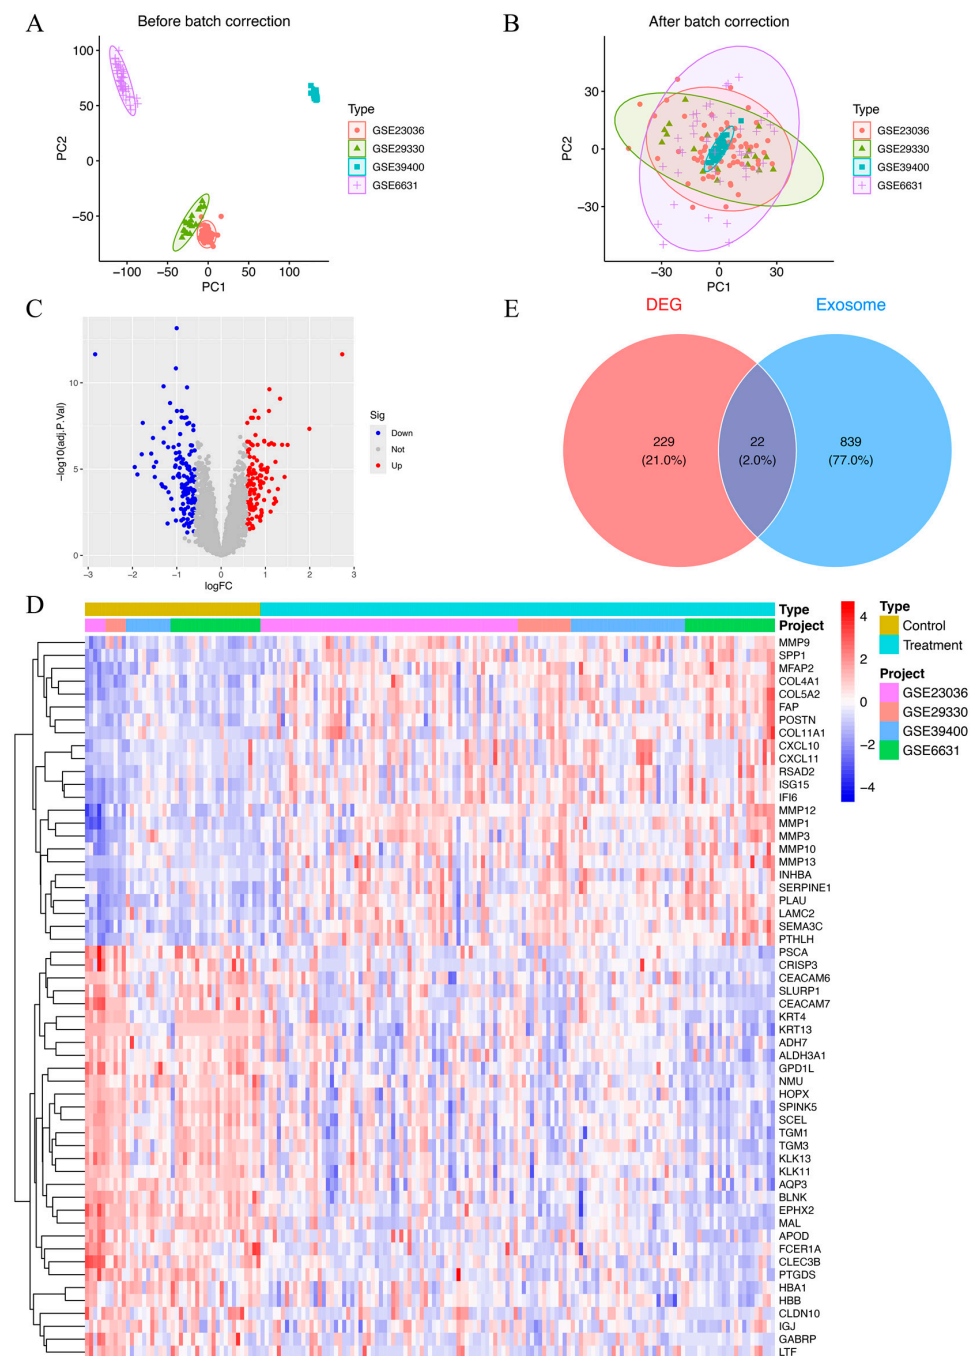 A
Before batch correction
100
50
0
−50
PC2
−100
−50
0
50
100
PC1
Type
GSE23036
GSE29330
GSE39400
GSE6631
B
After batch correction
30
0
−30
PC2
−30
0
30
PC1
Type
GSE23036
GSE29330
GSE39400
GSE6631
C
10
5
0
−log10(adj.P.Val)
−3
−2
−1
0
1
2
3
logFC
Sig
Down
Not
Up
E
DEG
Exosome
229
(21.0%)
22
(2.0%)
839
(77.0%)
D
Type
Project
MMP9
SPP1
MFAP2
COL4A1
COL5A2
FAP
POSTN
COL11A1
CXCL10
CXCL11
RSAD2
ISG15
IFI6
MMP12
MMP1
MMP3
MMP10
MMP13
INHBA
SERPINE1
PLAU
LAMC2
SEMA3C
PTHLH
PSCA
CRISP3
CEACAM6
SLURP1
CEACAM7
KRT4
KRT13
ADH7
ALDH3A1
GPD1L
NMU
HOPX
SPINK5
SCEL
TGM1
TGM3
KLK13
KLK11
AQP3
BLNK
EPHX2
MAL
APOD
FCER1A
CLEC3B
PTGDS
HBA1
HBB
CLDN10
IGJ
GABRP
LTF
4
2
0
−2
−4
Type
Control
Treatment
Project
GSE23036
GSE29330
GSE39400
GSE6631